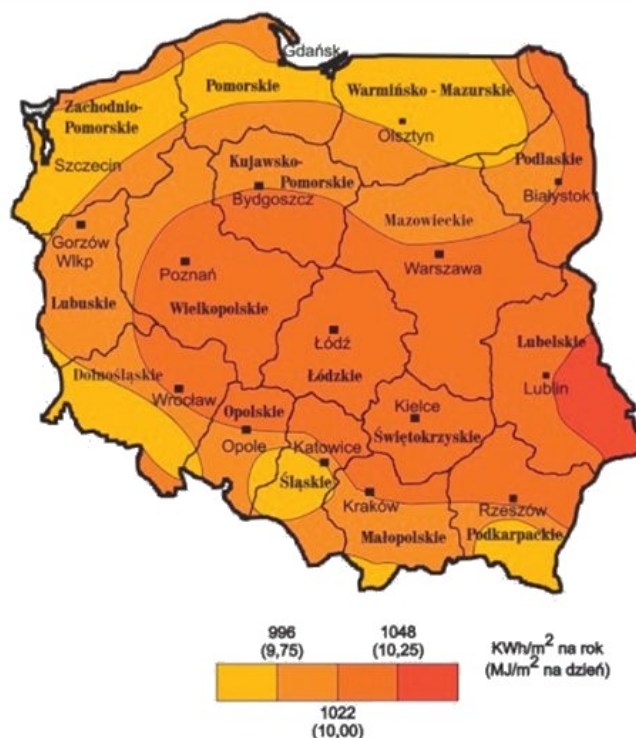 Gdańsk
Pomorskie
Warmińsko - Mazurskie
Zachodnio-
Pomorskie
Olsztyn
Szczecin
Kujawsko-
Pomorskie
Podlaskie
Bydgoszcz
Białystok
Mazowieckie
Gorzów
Wlkp
Poznań
Warszawa
Lubuskie
Wielkopolskie
Łódź
Lubelskie
Dolnośląskie
Łódzkie
Lublin
Wrocław
Opolskie
Kielce
Świętokrzyskie
Opole
Katowice
Śląskie
Kraków
Rzeszów
Małopolskie
Podkarpackie
996
(9,75)
1048
(10,25)
KWh/m² na rok
(MJ/m² na dzień)
1022
(10,00)